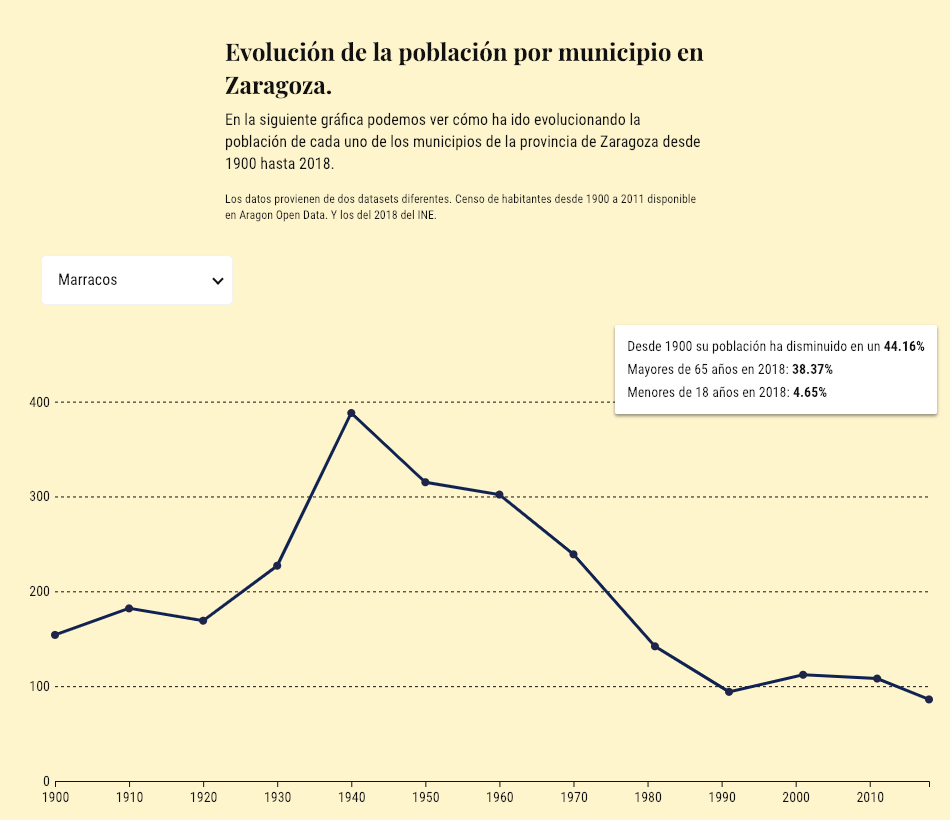 Evolución de la población por municipio en
Zaragoza.
En la siguiente gráfica podemos ver cómo ha ido evolucionando la
población de cada uno de los municipios de la provincia de Zaragoza desde
1900 hasta 2018.
Los datos provienen de dos datasets diferentes. Censo de habitantes desde 1900 a 2011 disponible
en Aragon Open Data. Y los del 2018 del INE.
Marracos
Desde 1900 su población ha disminuido en un 44.16%
Mayores de 65 años en 2018: 38.37%
Menores de 18 años en 2018: 4.65%
400
300
200
100
0
1900 1910 1920 1930 1940 1950 1960 1970 1980 1990 2000 2010